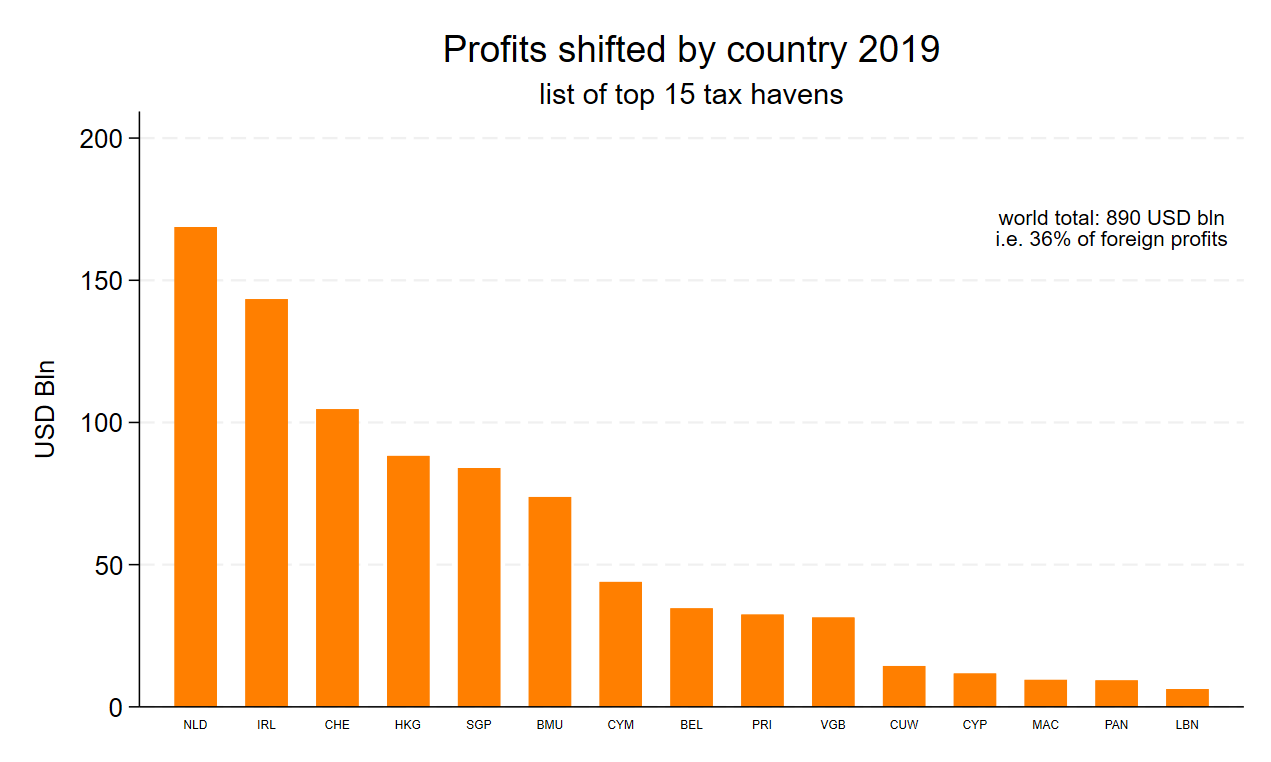 Profits shifted by country 2019
list of top 15 tax havens
world total: 890 USD bln
i.e. 36% of foreign profits
USD Bln
200
150
100
50
0
NLD IRL CHE HKG SGP BMU CYM BEL PRI VGB CUW CYP MAC PAN LBN